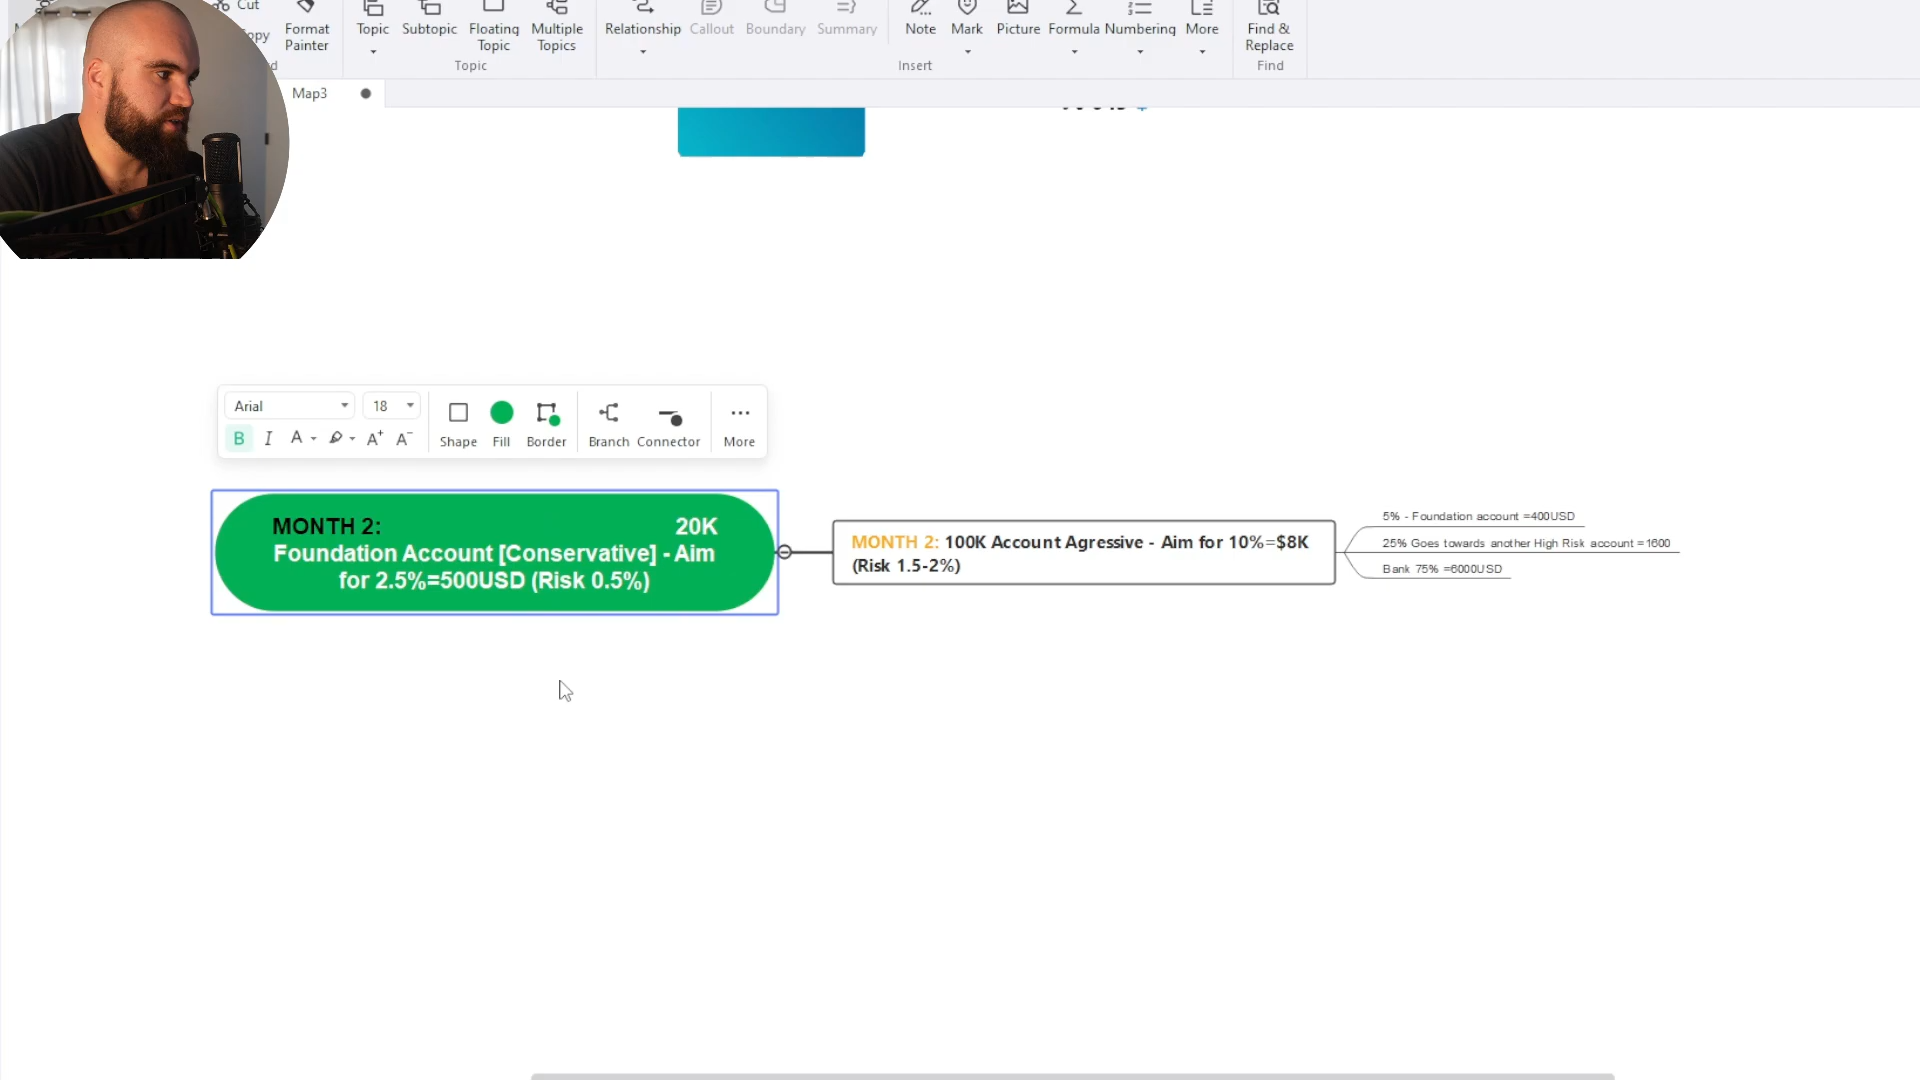 Cut
opy
Format
Painter
Topic
Subtopic
Floating
Topic
Multiple
Topics
Topic
Relationship
Callout
Boundary
Summary
Note
Mark
Picture
Formula
Numbering
More
Insert
Find &
Replace
Find
Map3
Arial
18
B I A A+ A-
Shape
Fill
Border
Branch
Connector
More
MONTH 2: 20K
Foundation Account [Conservative] - Aim
for 2.5%=500USD (Risk 0.5%)
MONTH 2: 100K Account Agressive - Aim for 10%=$8K
(Risk 1.5-2%)
5% - Foundation account =400USD
25% Goes towards another High Risk account =1600
Bank 75% =6000USD